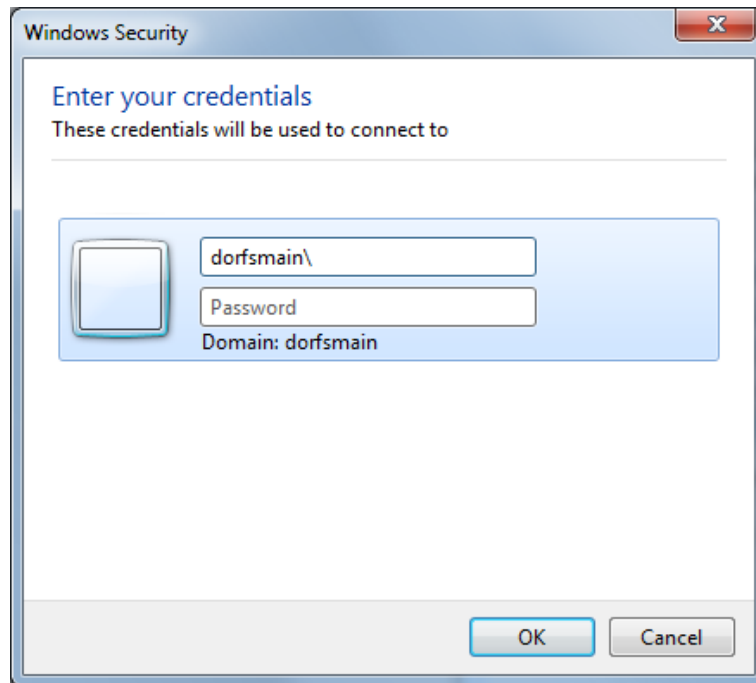 Windows Security
Enter your credentials
These credentials will be used to connect to
dorfsmain\
Password
Domain: dorfsmain
OK
Cancel